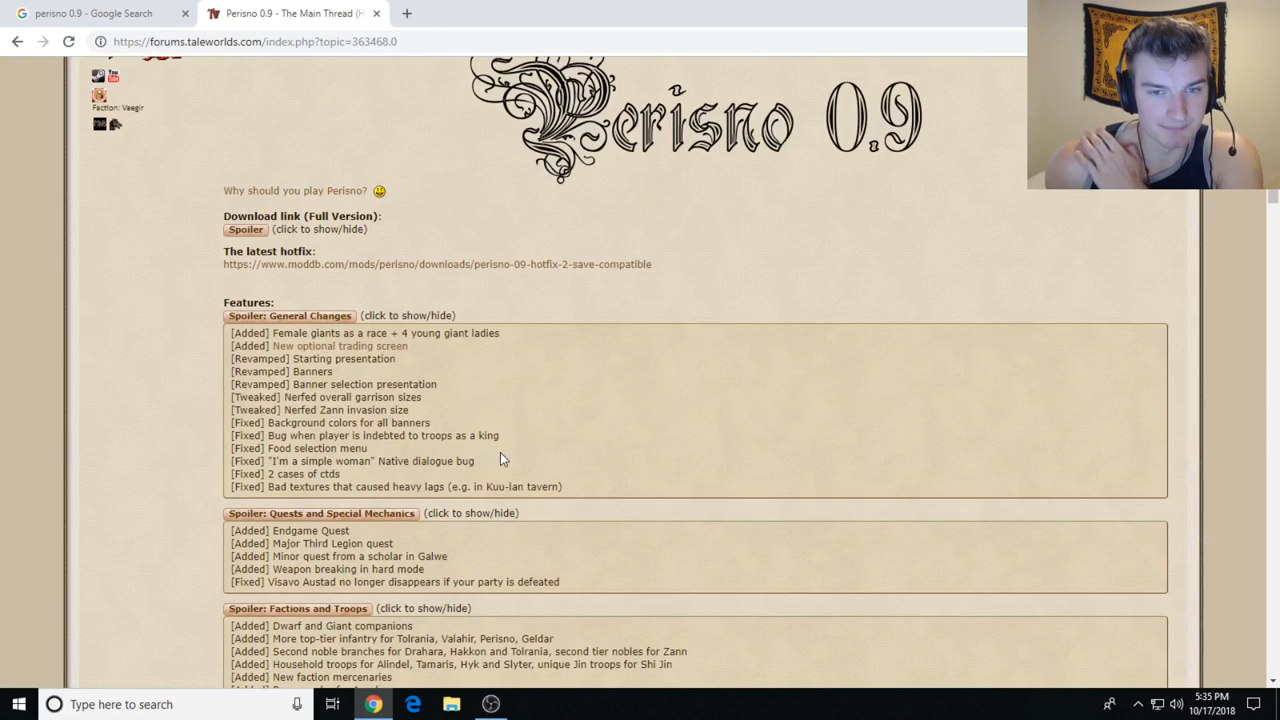 perisno 0.9 - Google Search
Perisno 0.9 - The Main Thread (H
https://forums.taleworlds.com/index.php?topic=363468.0
Faction: Vaegir
Perisno 0.9
Why should you play Perisno?
Download link (Full Version):
Spoiler (click to show/hide)
The latest hotfix:
https://www.moddb.com/mods/perisno/downloads/perisno-09-hotfix-2-save-compatible
Features:
Spoiler: General Changes (click to show/hide)
[Added] Female giants as a race + 4 young giant ladies
[Added] New optional trading screen
[Revamped] Starting presentation
[Revamped] Banners
[Revamped] Banner selection presentation
[Tweaked] Nerfed overall garrison sizes
[Tweaked] Nerfed Zann invasion size
[Fixed] Background colors for all banners
[Fixed] Bug when player is indebted to troops as a king
[Fixed] Food selection menu
[Fixed] "I'm a simple woman" Native dialogue bug
[Fixed] 2 cases of ctds
[Fixed] Bad textures that caused heavy lags (e.g. in Kuu-lan tavern)
Spoiler: Quests and Special Mechanics (click to show/hide)
[Added] Endgame Quest
[Added] Major Third Legion quest
[Added] Minor quest from a scholar in Galwe
[Added] Weapon breaking in hard mode
[Fixed] Visavo Austad no longer disappears if your party is defeated
Spoiler: Factions and Troops (click to show/hide)
[Added] Dwarf and Giant companions
[Added] More top-tier infantry for Tolrania, Valahir, Perisno, Geldar
[Added] Second noble branches for Drahara, Hakkon and Tolrania, second tier nobles for Zann
[Added] Household troops for Alindel, Tamaris, Hyk and Slyter, unique Jin troops for Shi Jin
[Added] New faction mercenaries
Type here to search
5:35 PM
10/17/2018